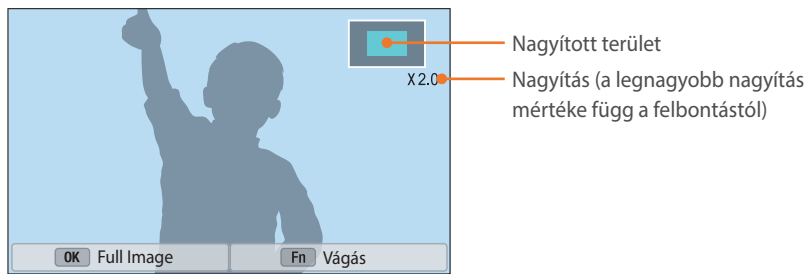 Nagyított terület
X 2.0
Nagyítás (a legnagyobb nagyítás
mértéke függ a felbontástól)
OK Full Image
Fn Vágás